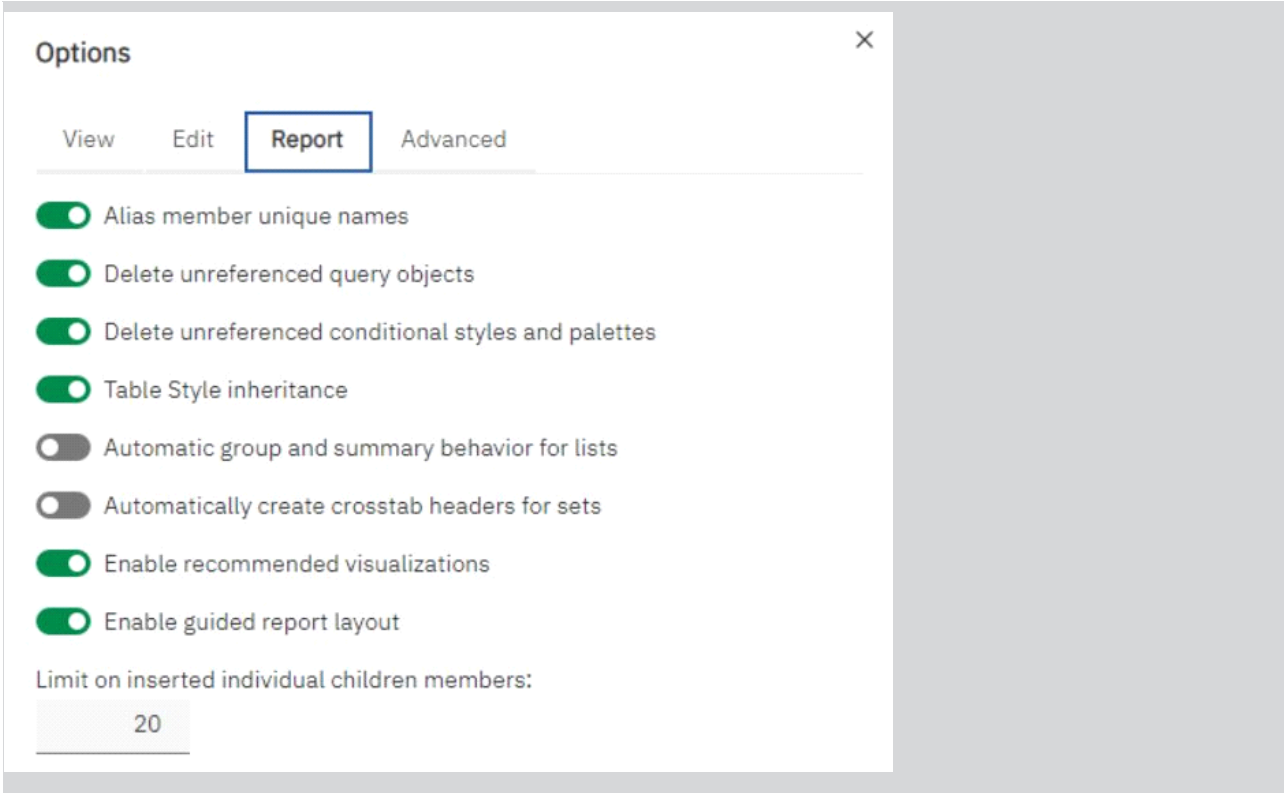 Options
View Edit Report Advanced
Alias member unique names
Delete unreferenced query objects
Delete unreferenced conditional styles and palettes
Table Style inheritance
Automatic group and summary behavior for lists
Automatically create crosstab headers for sets
Enable recommended visualizations
Enable guided report layout
Limit on inserted individual children members:
20